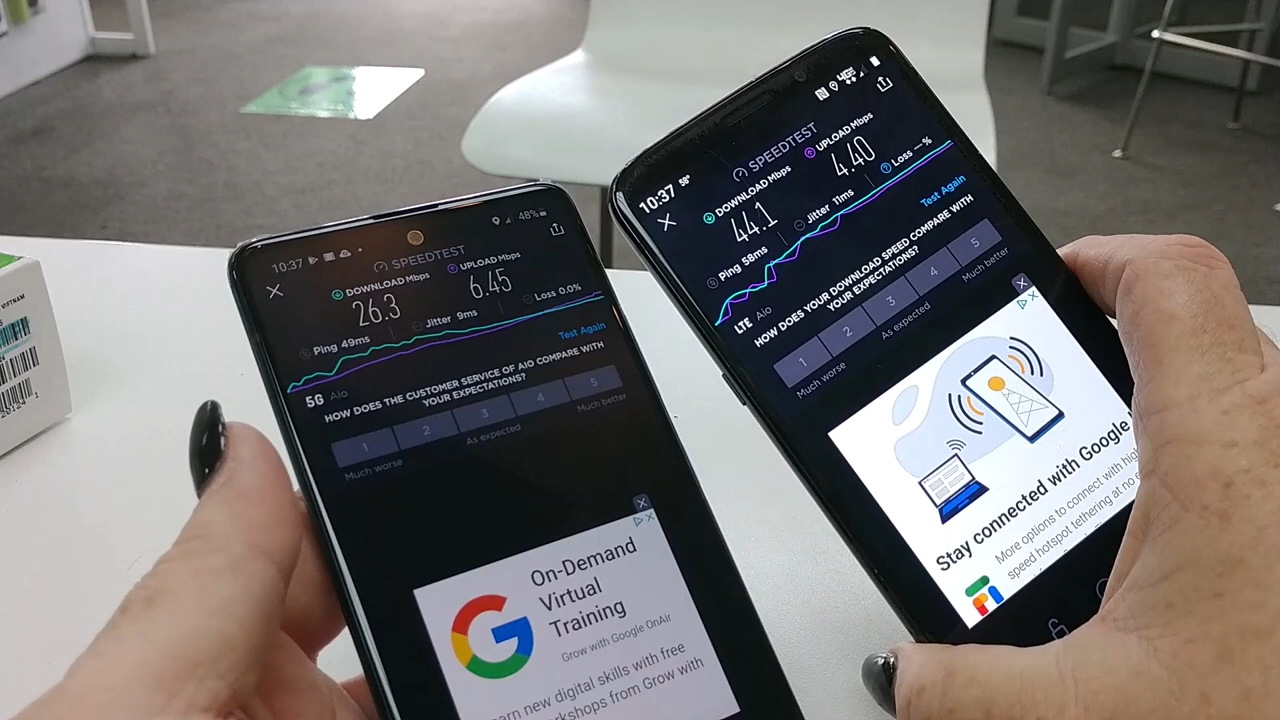 VIFTNAM
10:37
48%
SPEEDTEST
DOWNLOAD Mbps
UPLOAD Mbps
26.3
6.45
Ping 49ms
Jitter 9ms
Loss 0.0%
Test Again
5G Aio
HOW DOES THE CUSTOMER SERVICE OF AIO COMPARE WITH
YOUR EXPECTATIONS?
1 2 3 4 5
Much worse
As expected
Much better
On-Demand
Virtual
Training
Grow with Google OnAir
earn new digital skills with free
kshops from Grow with
10:37 58°
4G
SPEEDTEST
DOWNLOAD Mbps
UPLOAD Mbps
44.1
4.40
Ping 58ms
Jitter 11ms
Loss —%
Test Again
LTE Aio
HOW DOES YOUR DOWNLOAD SPEED COMPARE WITH
YOUR EXPECTATIONS?
1 2 3 4 5
Much worse
As expected
Much better
Stay connected with Google
More options to connect with high
speed hotspot tethering at no e